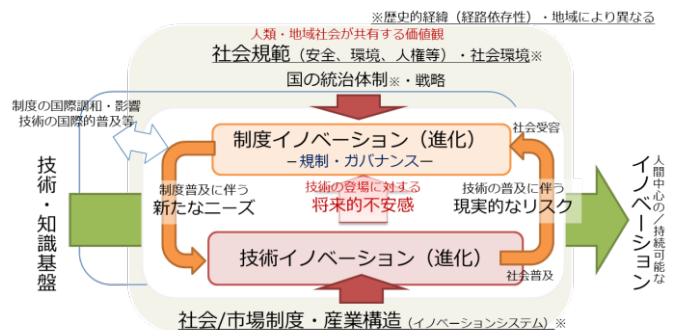 ※歴史的経緯（経路依存性）・地域により異なる
人類・地域社会が共有する価値観
社会規範（安全、環境、人権等）・社会環境※
国の統治体制※・戦略
制度の国際調和・影響
技術の国際的普及等
制度イノベーション（進化）
－規制・ガバナンス－
社会受容
技術・知識基盤
制度普及に伴う
新たなニーズ
技術の登場に対する
将来的不安感
技術の普及に伴う
現実的なリスク
人間中心の／持続可能な
イノベーション
技術イノベーション（進化）
社会普及
社会/市場制度・産業構造（イノベーションシステム）※